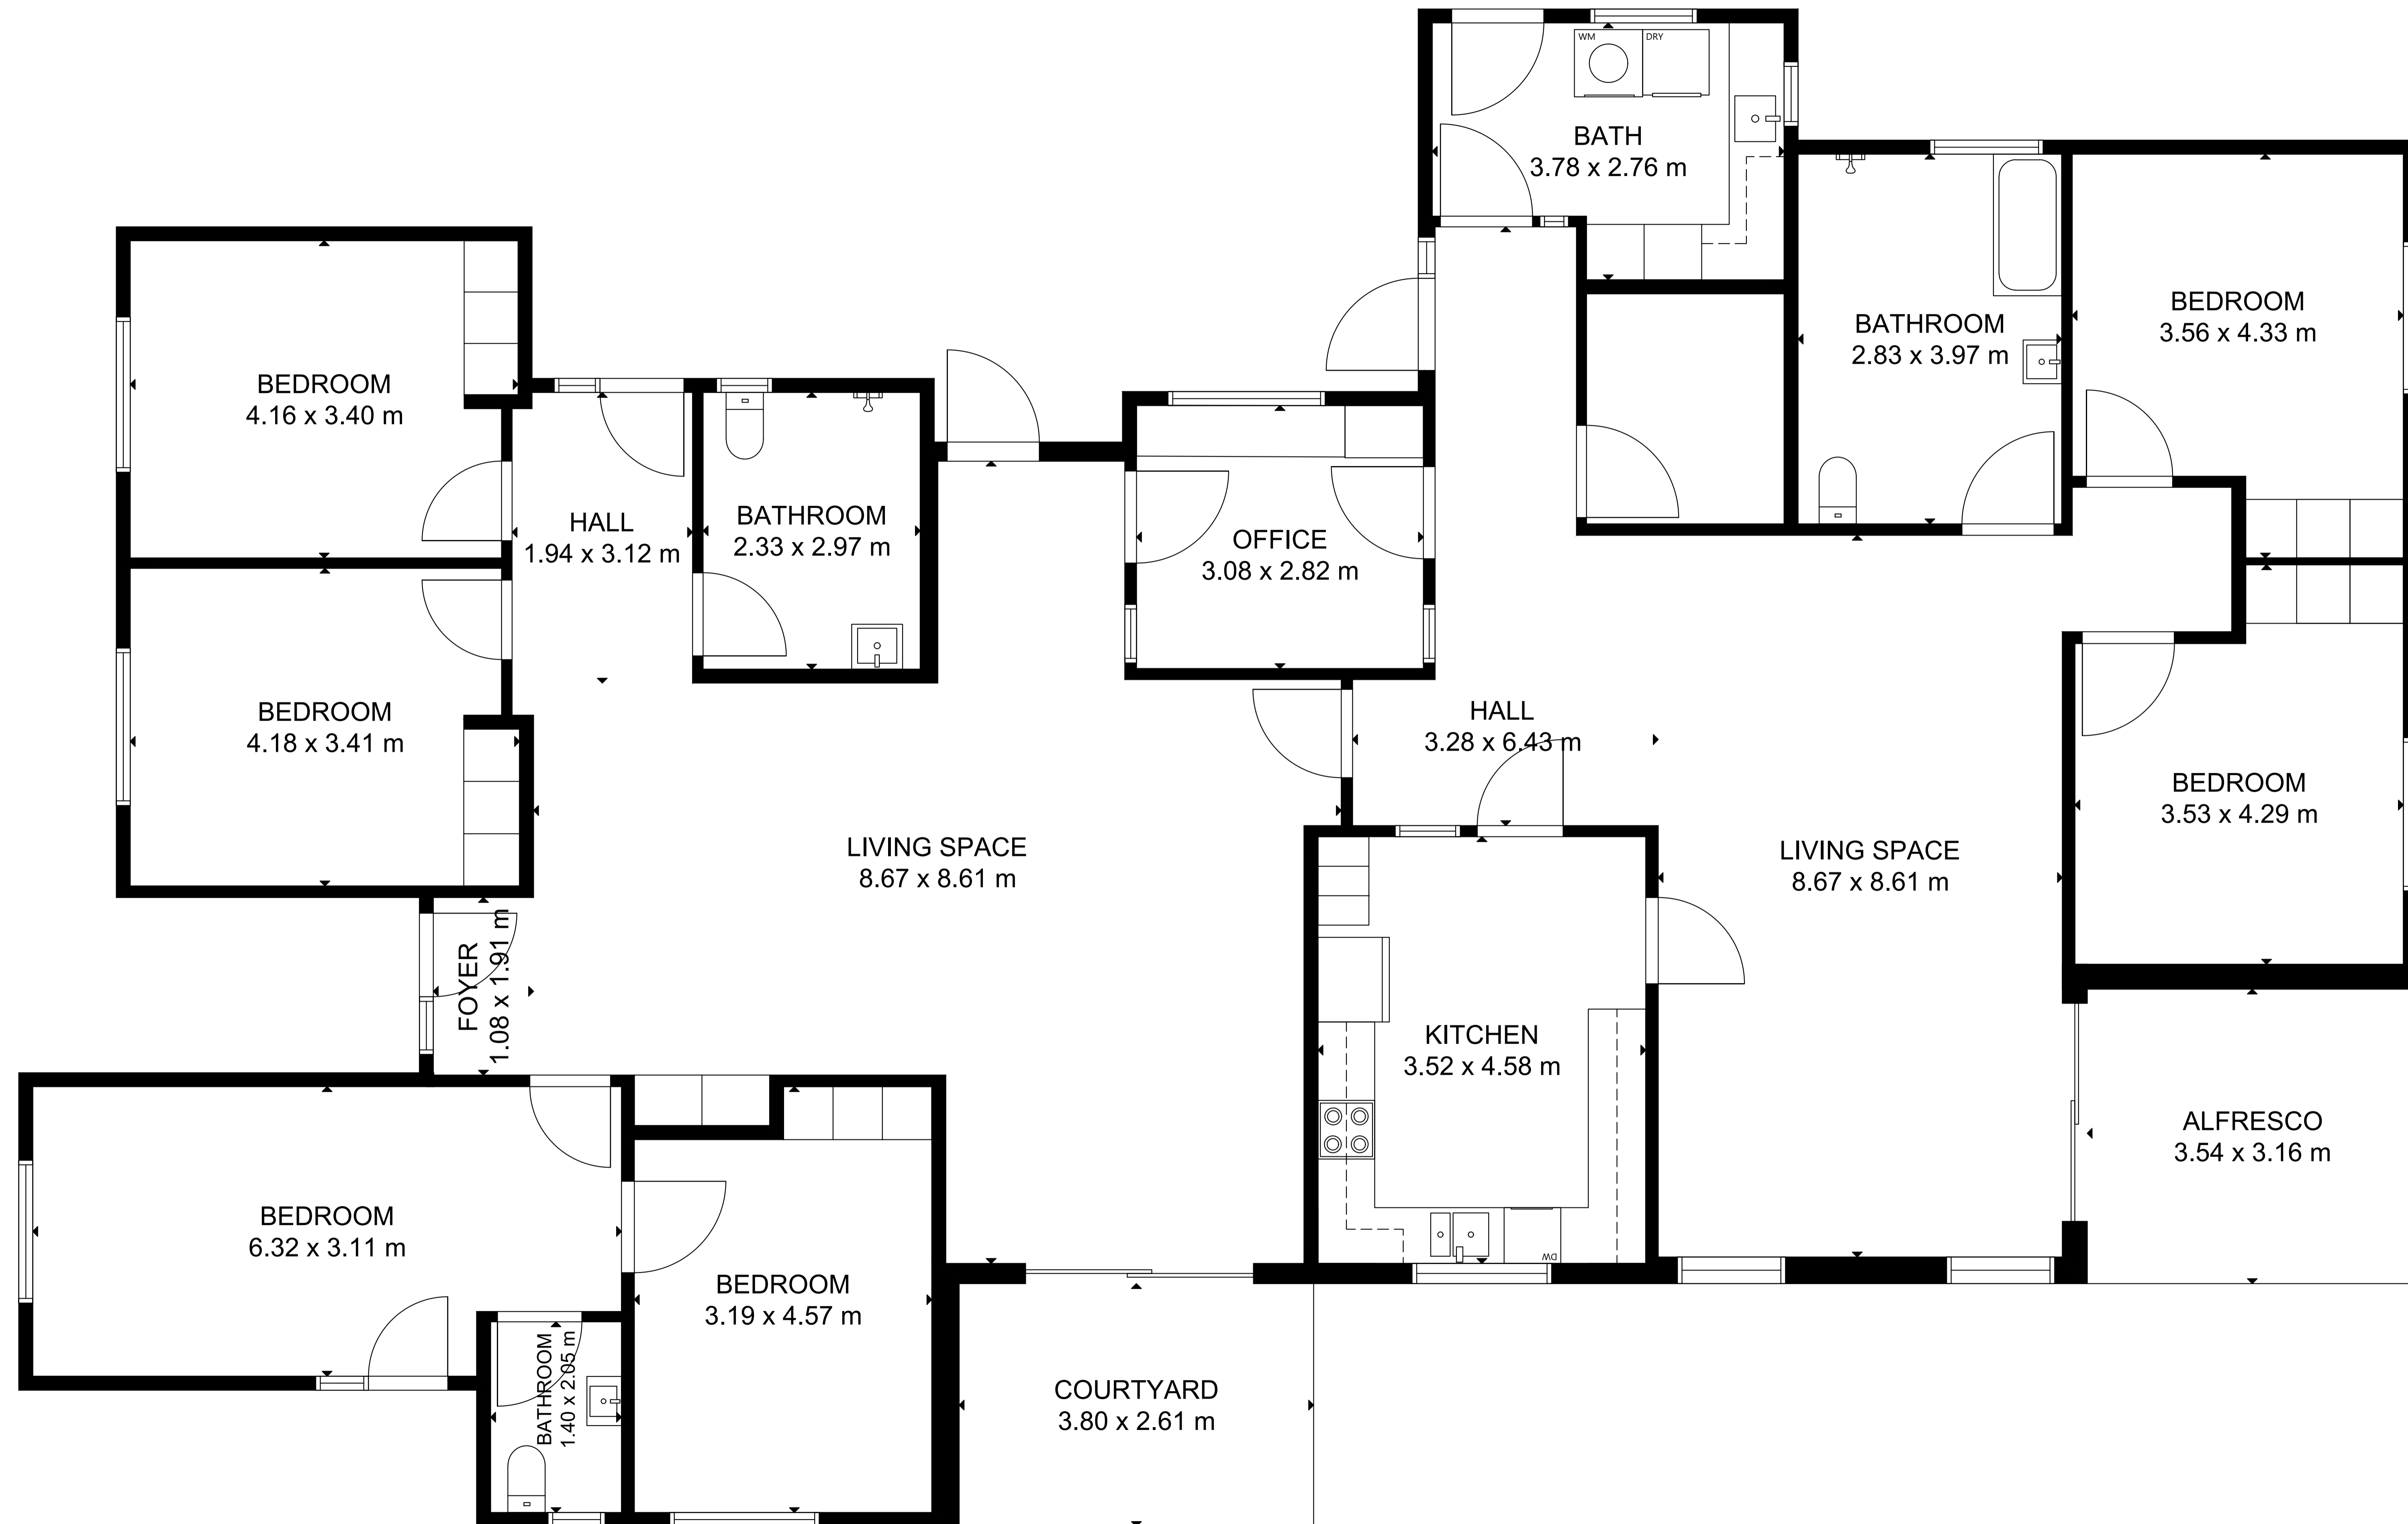 WM
DRY
BATH
3.78 x 2.76 m
BEDROOM
3.56 x 4.33 m
BATHROOM
2.83 x 3.97 m
BEDROOM
4.16 x 3.40 m
HALL
1.94 x 3.12 m
BATHROOM
2.33 x 2.97 m
OFFICE
3.08 x 2.82 m
BEDROOM
4.18 x 3.41 m
HALL
3.28 x 6.43 m
BEDROOM
3.53 x 4.29 m
LIVING SPACE
8.67 x 8.61 m
LIVING SPACE
8.67 x 8.61 m
FOYER
1.08 x 1.91 m
KITCHEN
3.52 x 4.58 m
ALFRESCO
3.54 x 3.16 m
BEDROOM
6.32 x 3.11 m
DW
BEDROOM
3.19 x 4.57 m
BATHROOM
1.40 x 2.05 m
COURTYARD
3.80 x 2.61 m